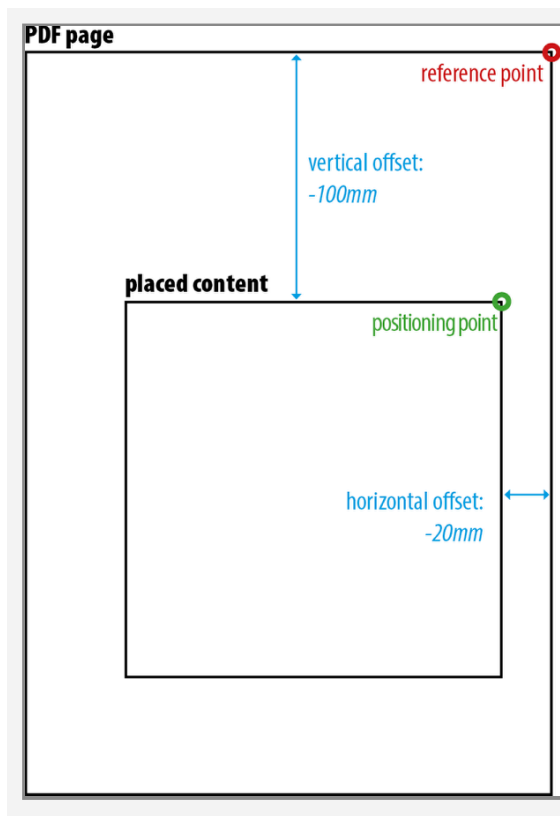 PDF page
reference point
vertical offset:
-100mm
placed content
positioning point
horizontal offset:
-20mm